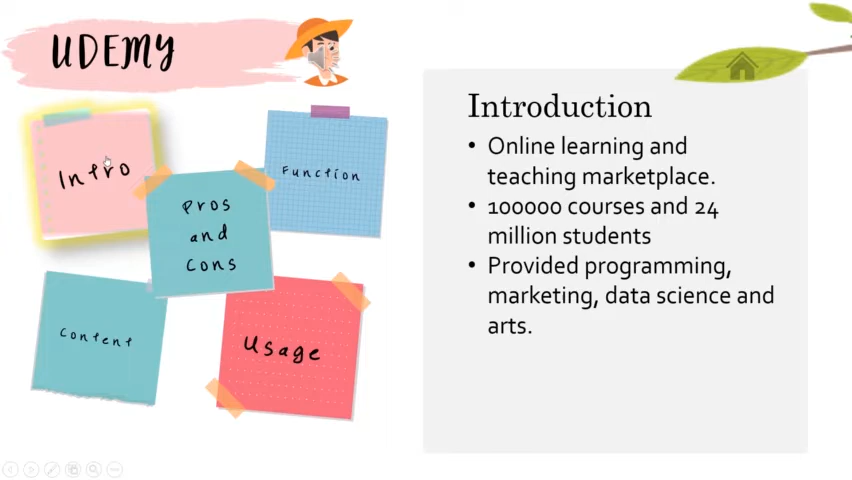 UDEMY
Intro
Function
Pros
and
cons
Content
Usage
Introduction
• Online learning and
teaching marketplace.
• 100000 courses and 24
million students
• Provided programming,
marketing, data science and
arts.